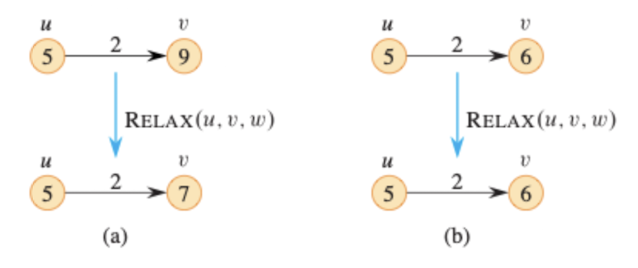 u v u v
5 2 9 5 2 6
RELAX(u, v, w) RELAX(u, v, w)
u v u v
5 2 7 5 2 6
(a) (b)